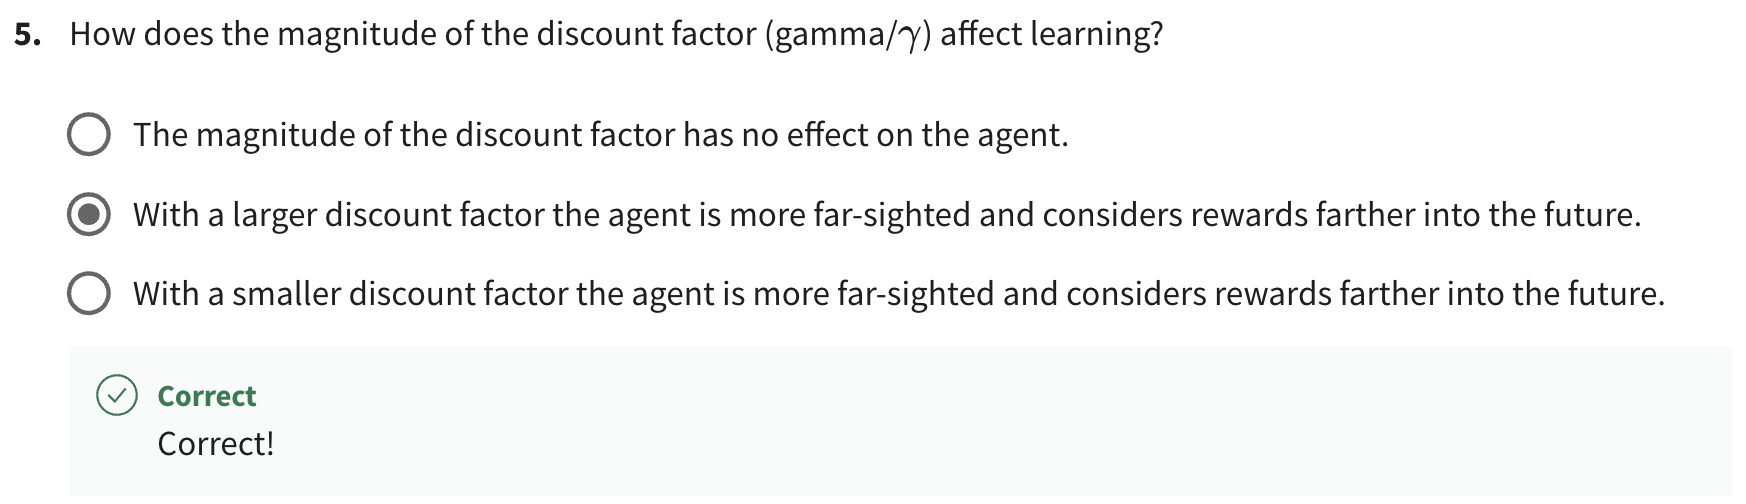 5. How does the magnitude of the discount factor (gamma/γ) affect learning?
The magnitude of the discount factor has no effect on the agent.
With a larger discount factor the agent is more far-sighted and considers rewards farther into the future.
With a smaller discount factor the agent is more far-sighted and considers rewards farther into the future.
Correct
Correct!